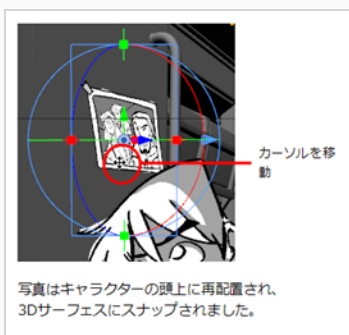 カーソルを移
動
写真はキャラクターの頭上に再配置され、
3Dサーフェスにスナップされました。